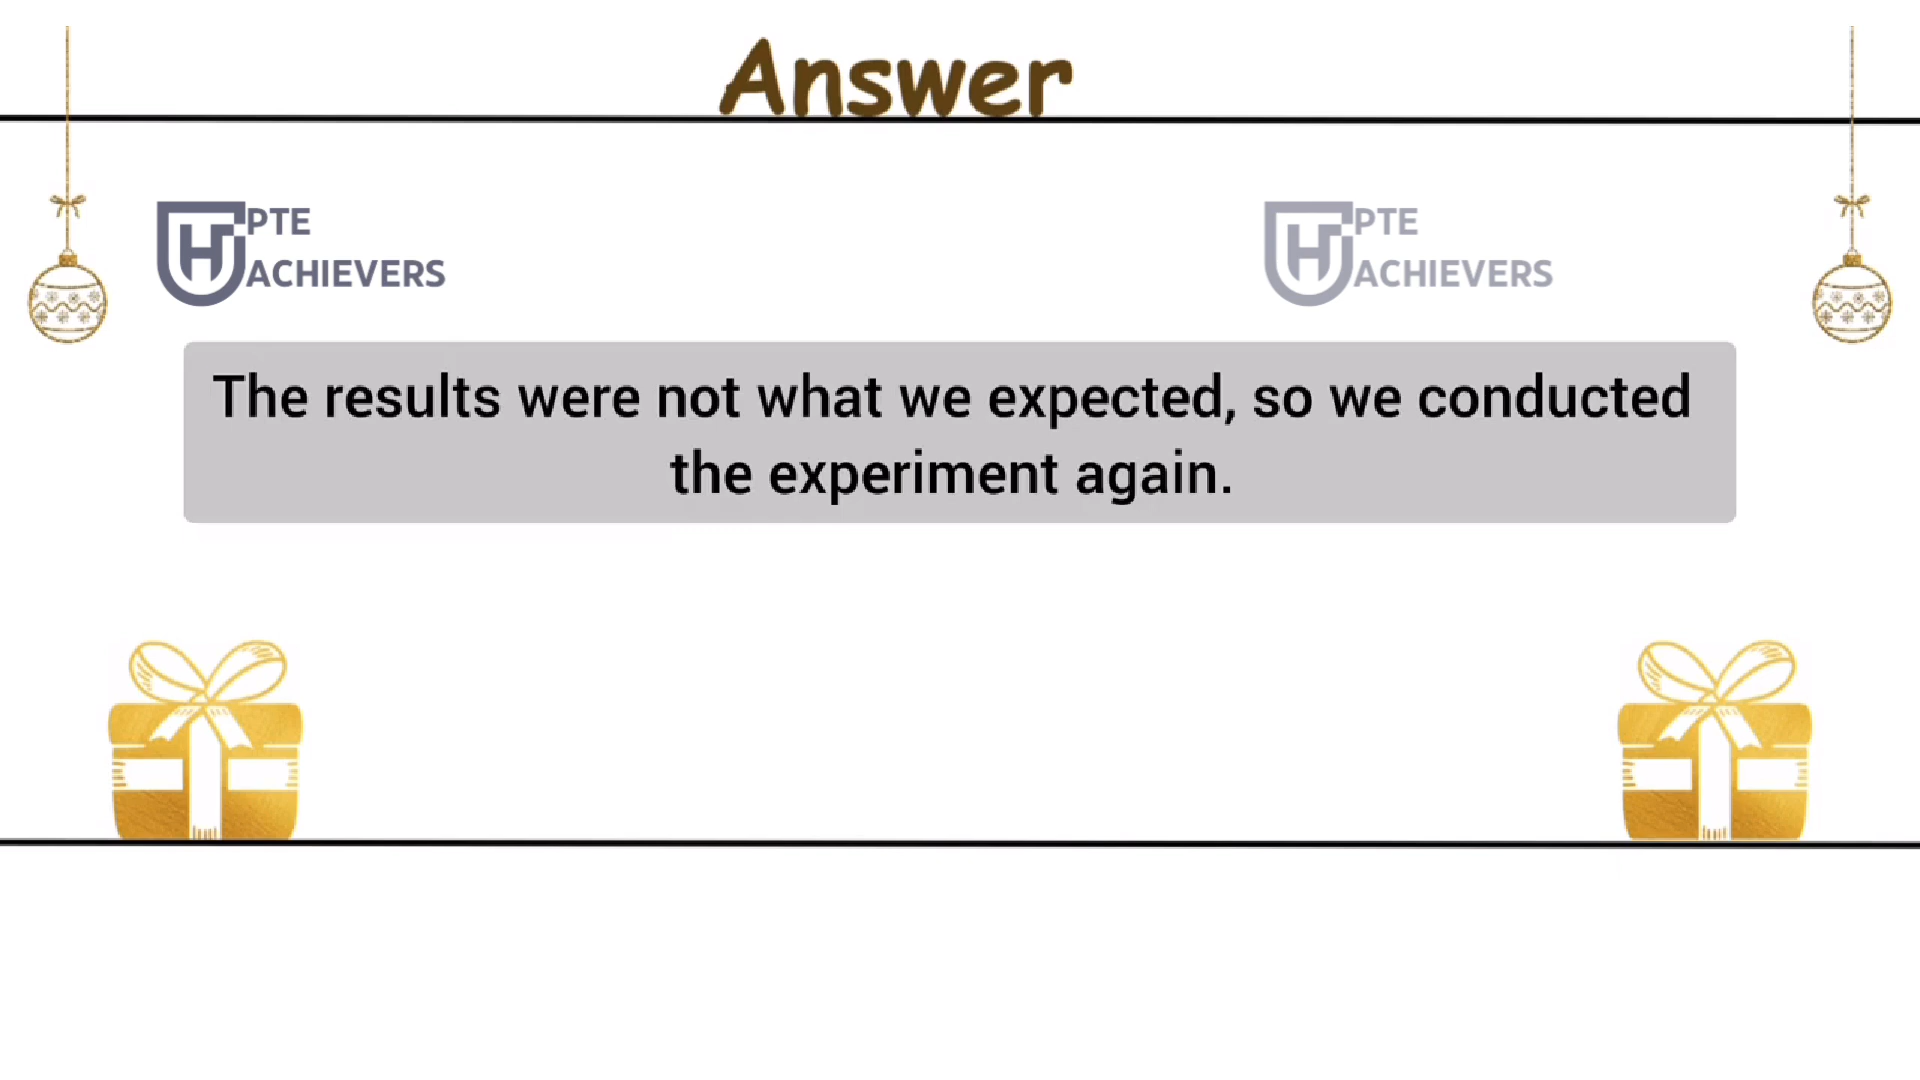 Answer
PTE
ACHIEVERS
PTE
ACHIEVERS
The results were not what we expected, so we conducted
the experiment again.